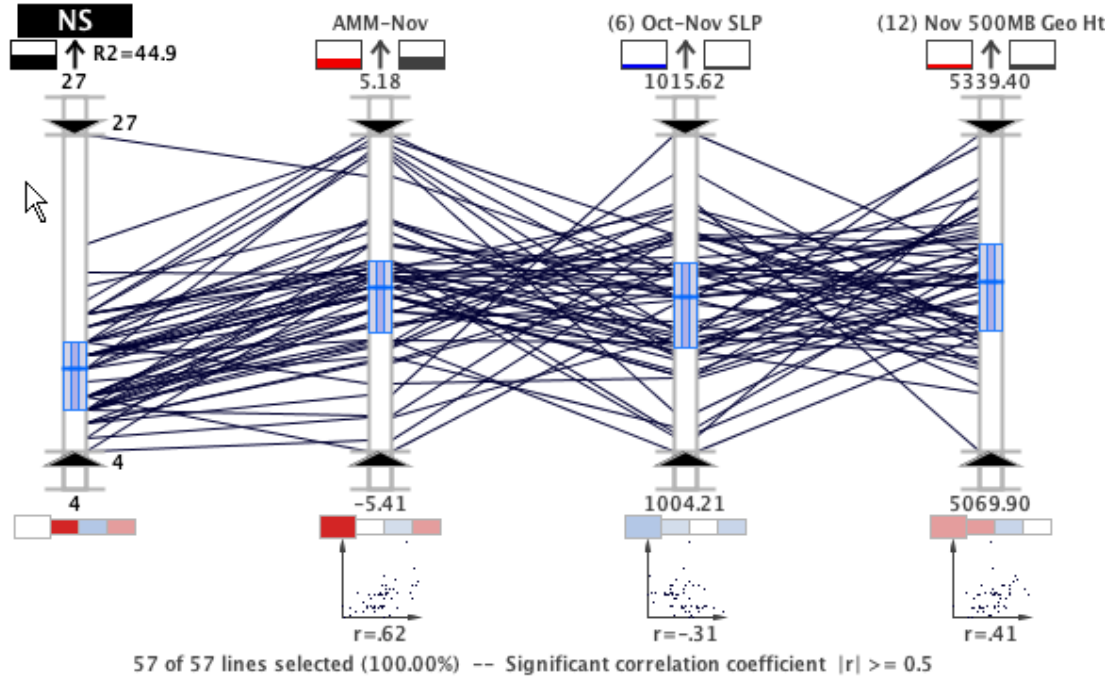 NS AMM-Nov (6) Oct-Nov SLP (12) Nov 500MB Geo Ht
R2=44.9
27 5.18 1015.62 5339.40
27
4
4 -5.41 1004.21 5069.90
r=.62 r=-.31 r=.41
57 of 57 lines selected (100.00%) -- Significant correlation coefficient |r| >= 0.5